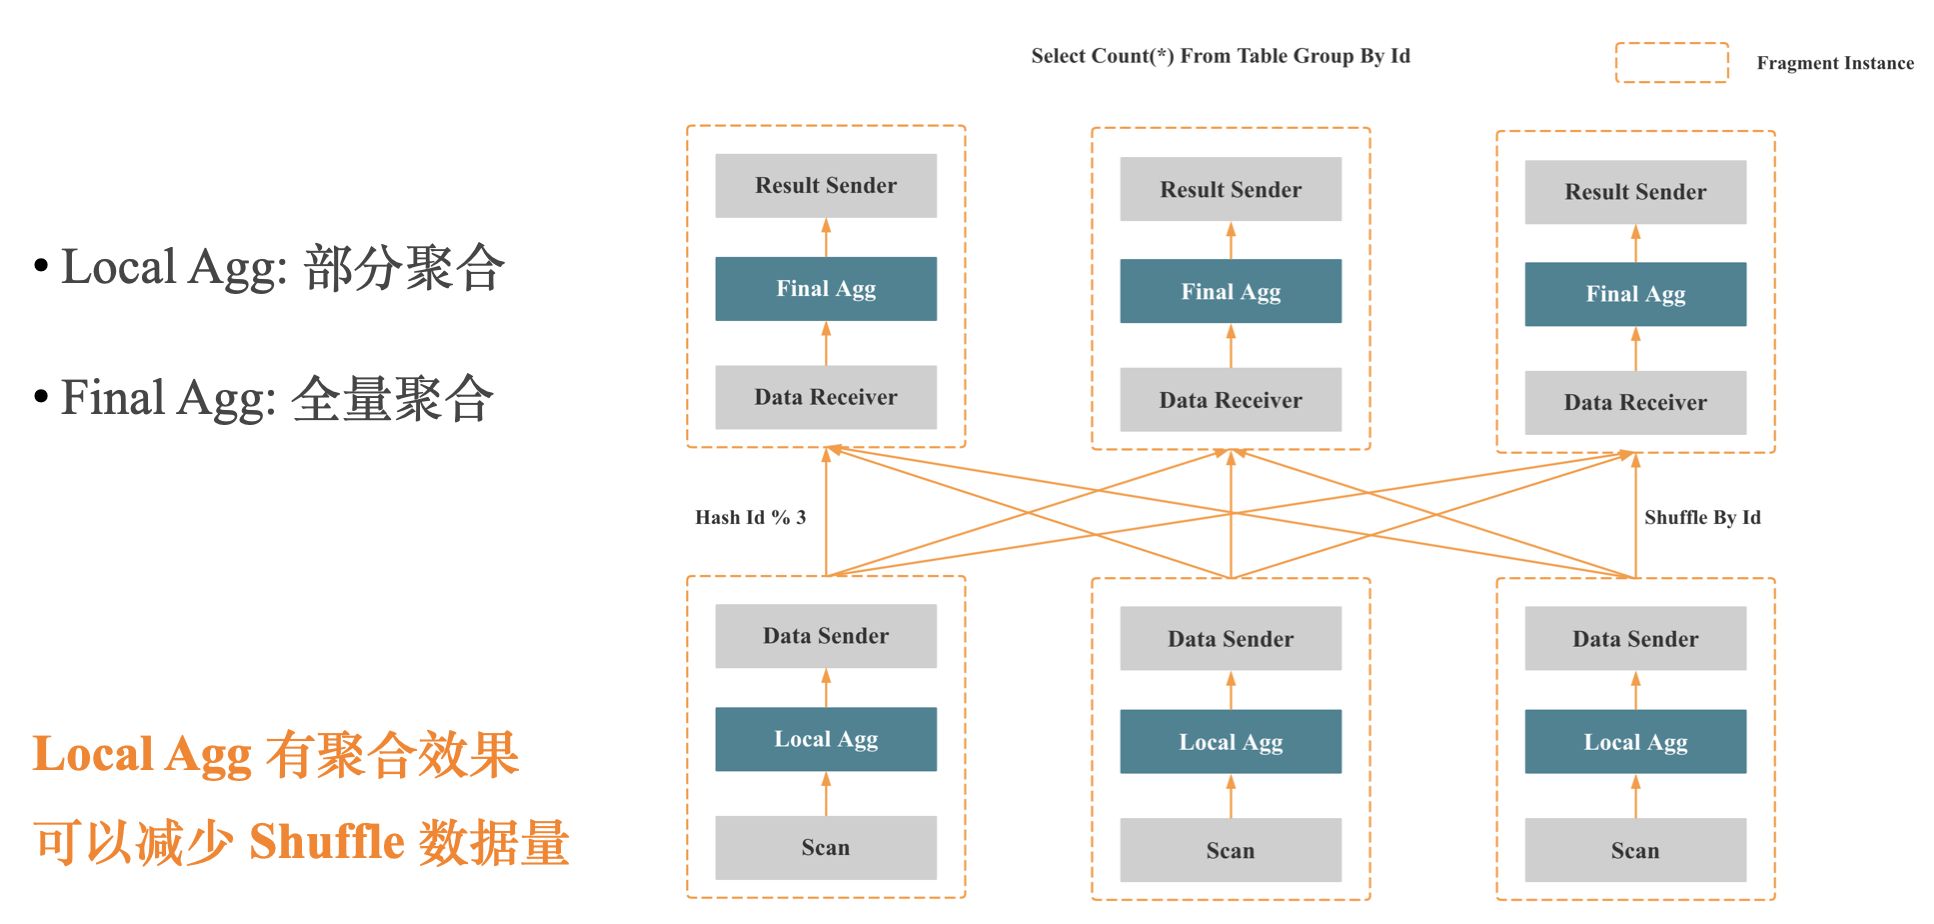 Select Count(*) From Table Group By Id
Fragment Instance
• Local Agg: 部分聚合
• Final Agg: 全量聚合
Local Agg 有聚合效果
可以减少 Shuffle 数据量
Result Sender
Final Agg
Data Receiver
Result Sender
Final Agg
Data Receiver
Result Sender
Final Agg
Data Receiver
Hash Id % 3
Shuffle By Id
Data Sender
Local Agg
Scan
Data Sender
Local Agg
Scan
Data Sender
Local Agg
Scan